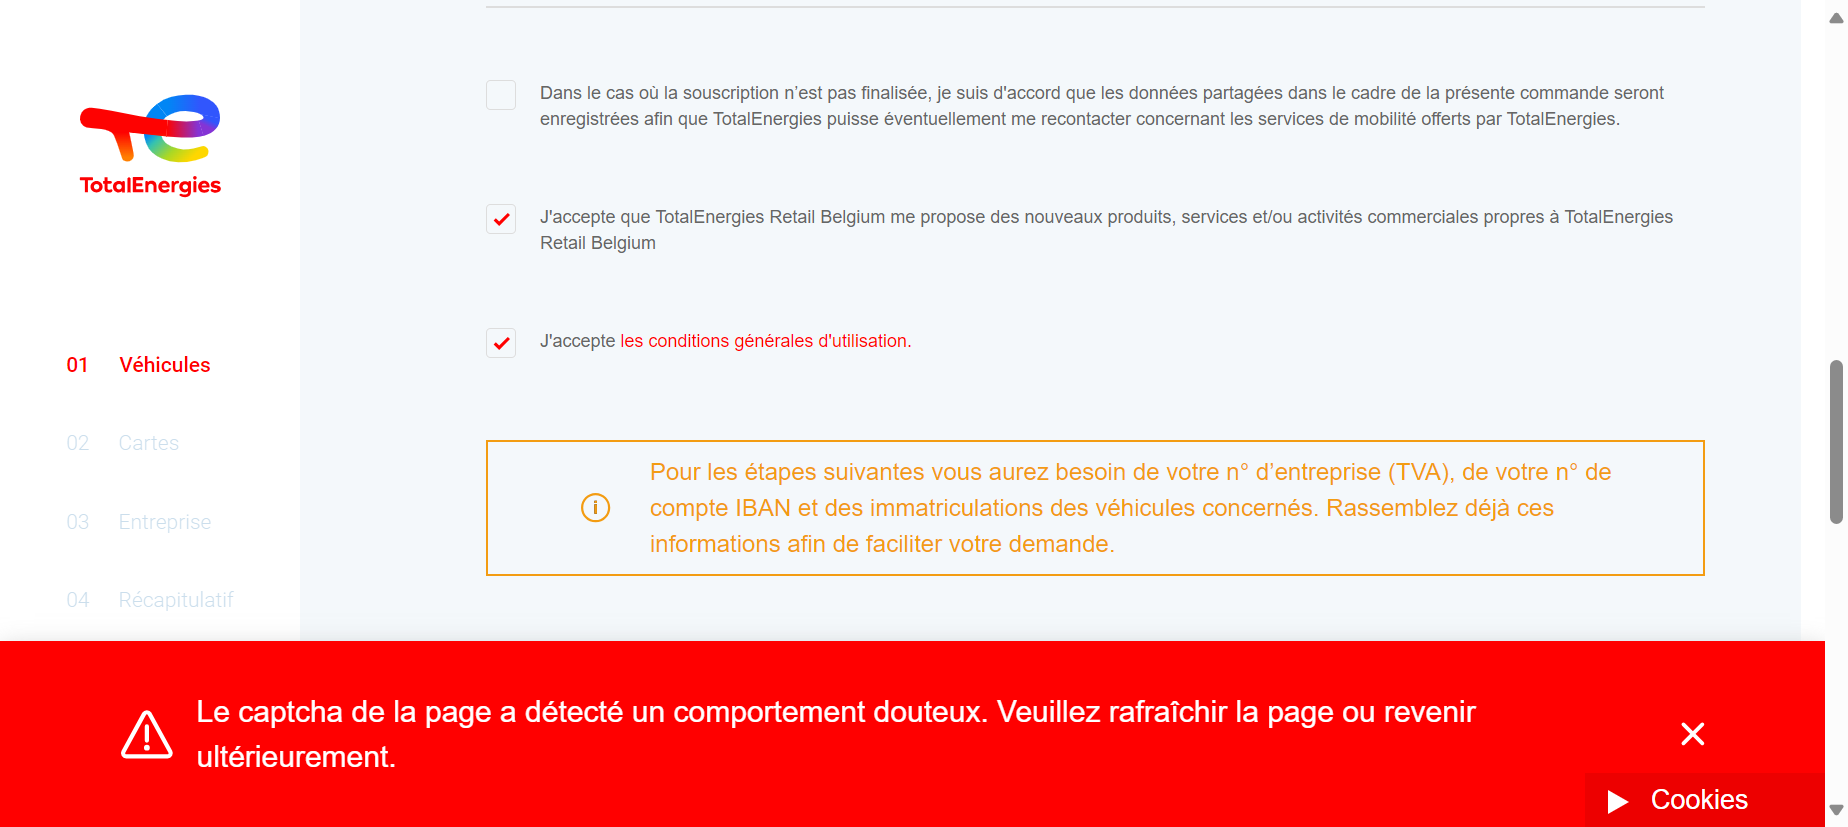 TotalEnergies
01 Véhicules
02 Cartes
03 Entreprise
04 Récapitulatif
Dans le cas où la souscription n’est pas finalisée, je suis d'accord que les données partagées dans le cadre de la présente commande seront
enregistrées afin que TotalEnergies puisse éventuellement me recontacter concernant les services de mobilité offerts par TotalEnergies.
J'accepte que TotalEnergies Retail Belgium me propose des nouveaux produits, services et/ou activités commerciales propres à TotalEnergies
Retail Belgium
J'accepte les conditions générales d'utilisation.
Pour les étapes suivantes vous aurez besoin de votre n° d’entreprise (TVA), de votre n° de
compte IBAN et des immatriculations des véhicules concernés. Rassemblez déjà ces
informations afin de faciliter votre demande.
Le captcha de la page a détecté un comportement douteux. Veuillez rafraîchir la page ou revenir
ultérieurement.
Cookies